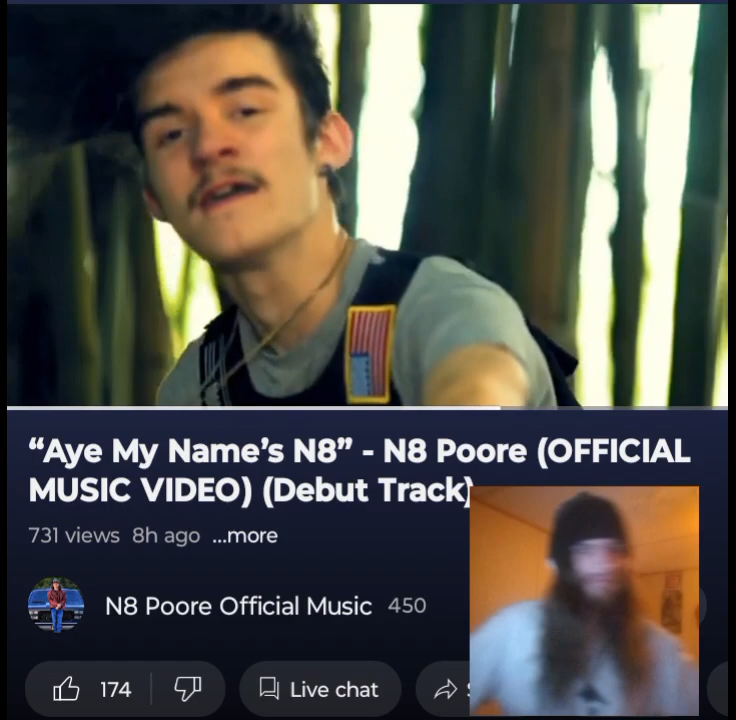 “Aye My Name’s N8” - N8 Poore (OFFICIAL
MUSIC VIDEO) (Debut Track)
731 views 8h ago ...more
N8 Poore Official Music 450
174
Live chat